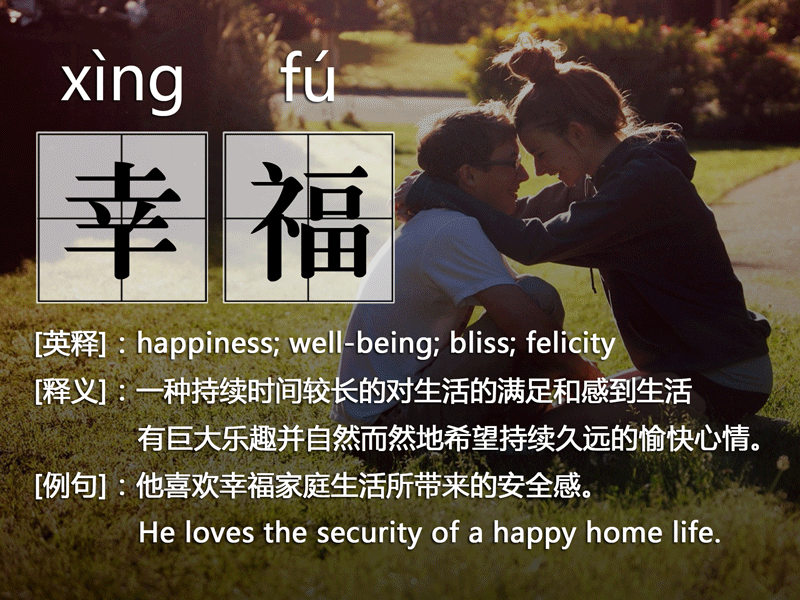 xìng fú
幸福
[英释]：happiness; well-being; bliss; felicity
[释义]：一种持续时间较长的对生活的满足和感到生活
有巨大乐趣并自然而然地希望持续久远的愉快心情。
[例句]：他喜欢幸福家庭生活所带来的安全感。
He loves the security of a happy home life.